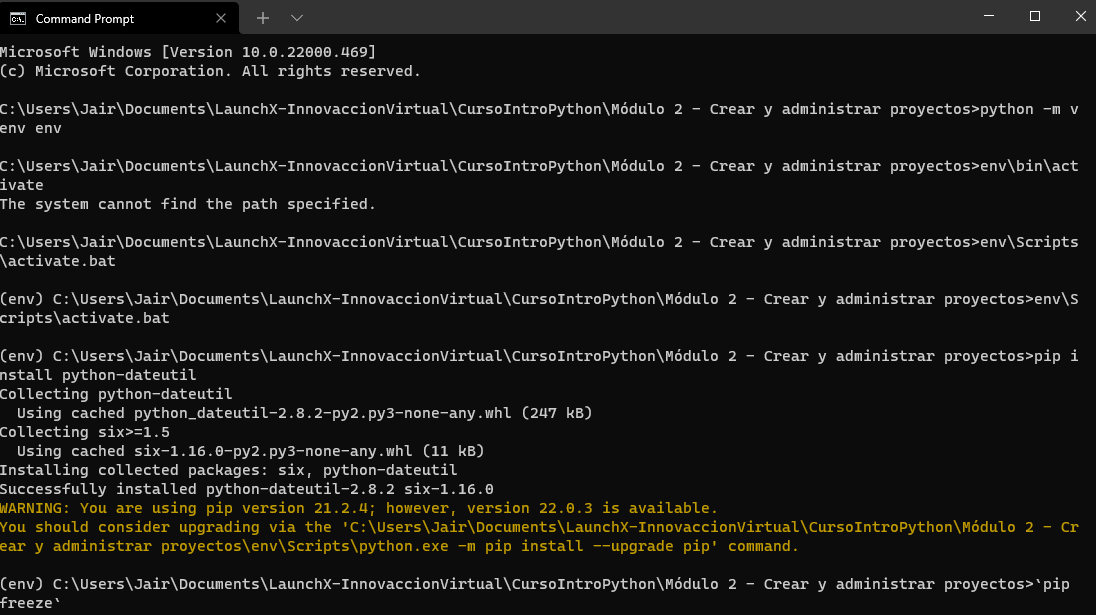 Command Prompt
Microsoft Windows [Version 10.0.22000.469]
(c) Microsoft Corporation. All rights reserved.
C:\Users\Jair\Documents\LaunchX-InnovaccionVirtual\CursoIntroPython\Módulo 2 - Crear y administrar proyectos>python -m v
env env
C:\Users\Jair\Documents\LaunchX-InnovaccionVirtual\CursoIntroPython\Módulo 2 - Crear y administrar proyectos>env\bin\act
ivate
The system cannot find the path specified.
C:\Users\Jair\Documents\LaunchX-InnovaccionVirtual\CursoIntroPython\Módulo 2 - Crear y administrar proyectos>env\Scripts
\activate.bat
(env) C:\Users\Jair\Documents\LaunchX-InnovaccionVirtual\CursoIntroPython\Módulo 2 - Crear y administrar proyectos>env\S
cripts\activate.bat
(env) C:\Users\Jair\Documents\LaunchX-InnovaccionVirtual\CursoIntroPython\Módulo 2 - Crear y administrar proyectos>pip i
nstall python-dateutil
Collecting python-dateutil
  Using cached python_dateutil-2.8.2-py2.py3-none-any.whl (247 kB)
Collecting six>=1.5
  Using cached six-1.16.0-py2.py3-none-any.whl (11 kB)
Installing collected packages: six, python-dateutil
Successfully installed python-dateutil-2.8.2 six-1.16.0
WARNING: You are using pip version 21.2.4; however, version 22.0.3 is available.
You should consider upgrading via the 'C:\Users\Jair\Documents\LaunchX-InnovaccionVirtual\CursoIntroPython\Módulo 2 - Cr
ear y administrar proyectos\env\Scripts\python.exe -m pip install --upgrade pip' command.
(env) C:\Users\Jair\Documents\LaunchX-InnovaccionVirtual\CursoIntroPython\Módulo 2 - Crear y administrar proyectos>`pip
freeze`